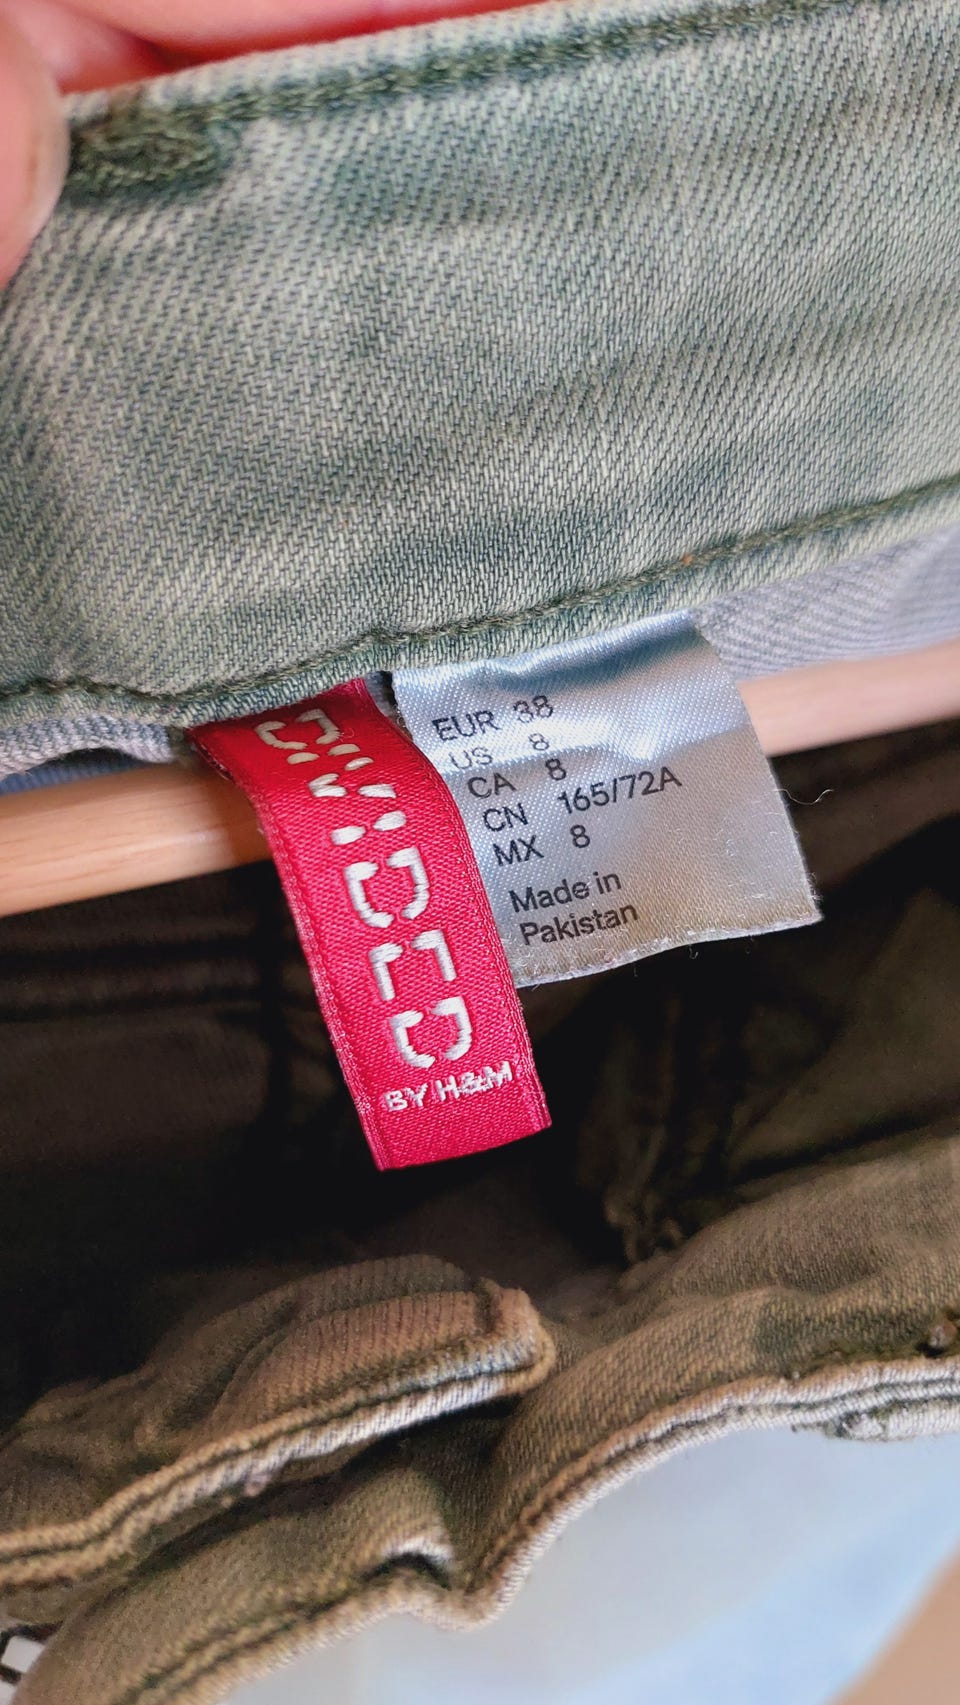 DIVIDED
BY H&M
EUR 38
US 8
CA 8
CN 165/72A
MX 8
Made in
Pakistan